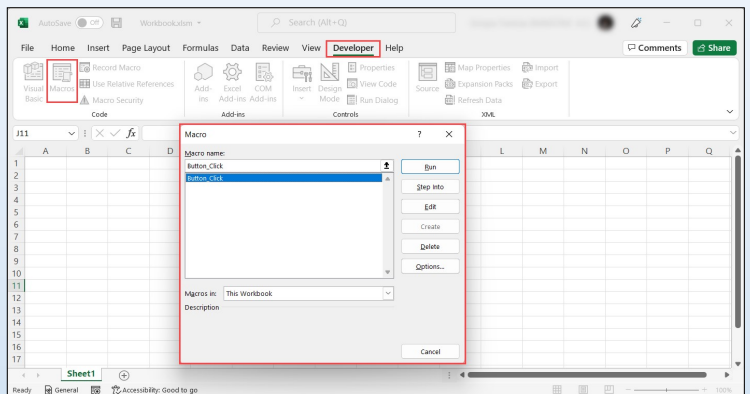 AutoSave Off Workbook.xlsm Search (Alt+Q)
File Home Insert Page Layout Formulas Data Review View Developer Help Comments Share
Visual Basic Macros Record Macro Use Relative References Macro Security
Add-ins Excel Add-ins COM Add-ins Insert Design Mode Properties View Code Run Dialog
Source Map Properties Expansion Packs Refresh Data Import Export
Code Add-ins Controls XML
J11 fx
A B C D L M N O P Q
1
2
3
4
5
6
7
8
9
10
11
12
13
14
15
16
17
Macro ? X
Macro name:
Button_Click Run
Button_Click
Step Into
Edit
Create
Delete
Options...
Macros in: This Workbook
Description
Cancel
Sheet1
Ready General Accessibility: Good to go 100%